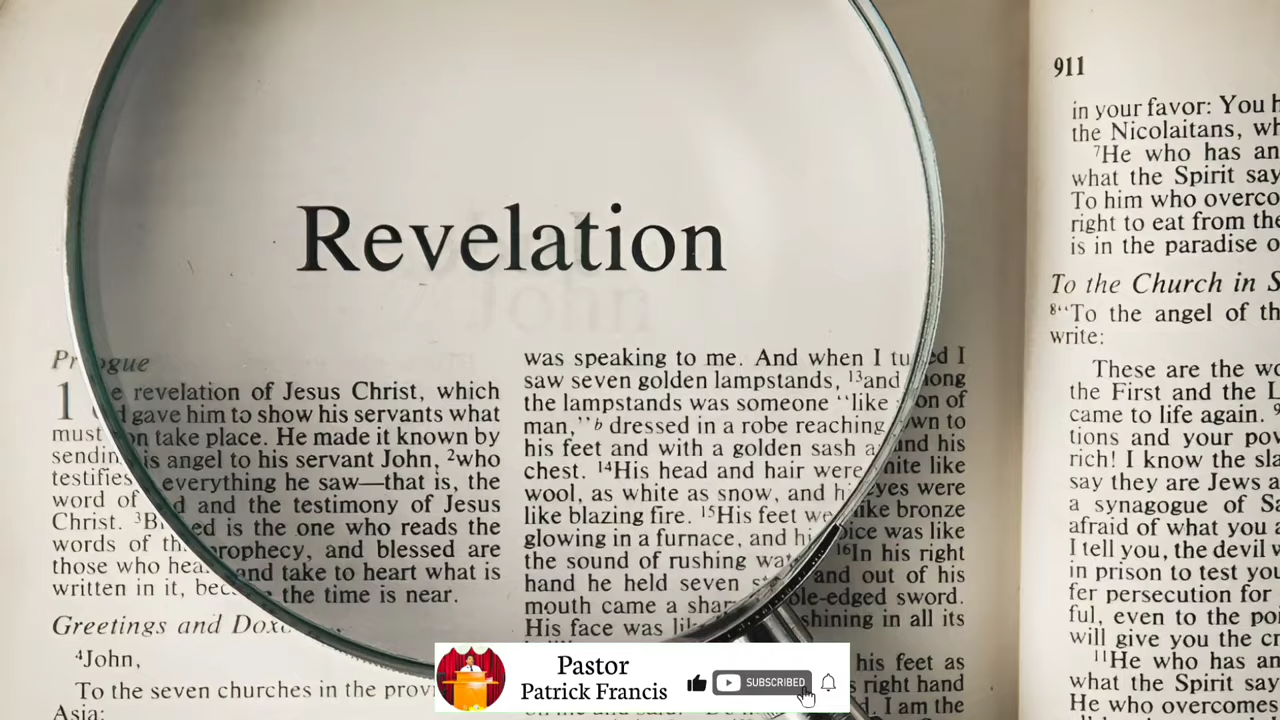 Revelation
Prologue
1 e revelation of Jesus Christ, which
d gave him to show his servants what
must on take place. He made it known by
sending is angel to his servant John, ²who
testifies everything he saw—that is, the
word of d and the testimony of Jesus
Christ. ³B ed is the one who reads the
words of th prophecy, and blessed are
those who hea and take to heart what is
written in it, bec the time is near.
Greetings and Doxo
⁴John,
To the seven churches in the provi
Asia:
was speaking to me. And when I tu ed I
saw seven golden lampstands, ¹³and among
the lampstands was someone "like on of
man,"ᵇ dressed in a robe reaching wn to
his feet and with a golden sash a und his
chest. ¹⁴His head and hair were hite like
wool, as white as snow, and hi eyes were
like blazing fire. ¹⁵His feet we like bronze
glowing in a furnace, and hi oice was like
the sound of rushing wat ¹⁶In his right
hand he held seven s and out of his
mouth came a shar ble-edged sword.
His face was lik shining in all its
his feet as
right hand
I am the
911
in your favor: You h
the Nicolaitans, wh
⁷He who has an
what the Spirit say
To him who overco
right to eat from the
is in the paradise o
To the Church in S
⁸"To the angel of th
write:
These are the wo
the First and the L
came to life again. ⁹
tions and your pov
rich! I know the sla
say they are Jews a
a synagogue of Sa
afraid of what you a
I tell you, the devil w
in prison to test you
fer persecution for
ful, even to the poi
will give you the cr
¹¹He who has an
what the Spirit say
He who overcomes
Pastor
Patrick Francis
SUBSCRIBED